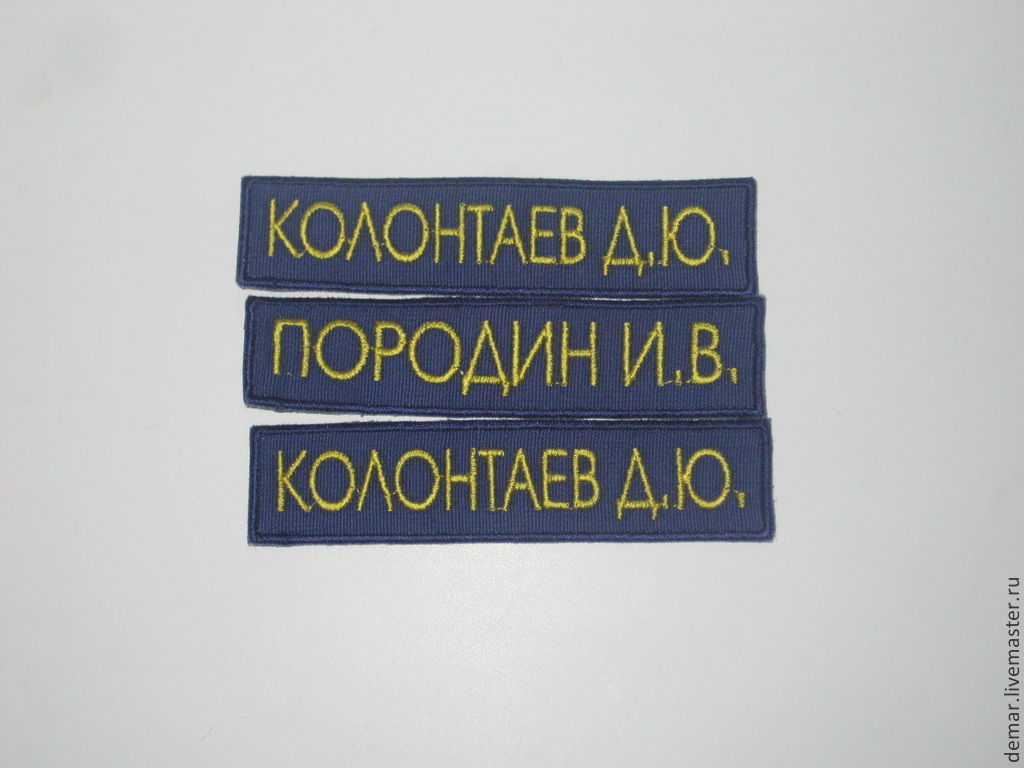 КОЛОНТАЕВ Д.Ю.
ПОРОДИН И.В.
КОЛОНТАЕВ Д.Ю.
demar.livemaster.ru